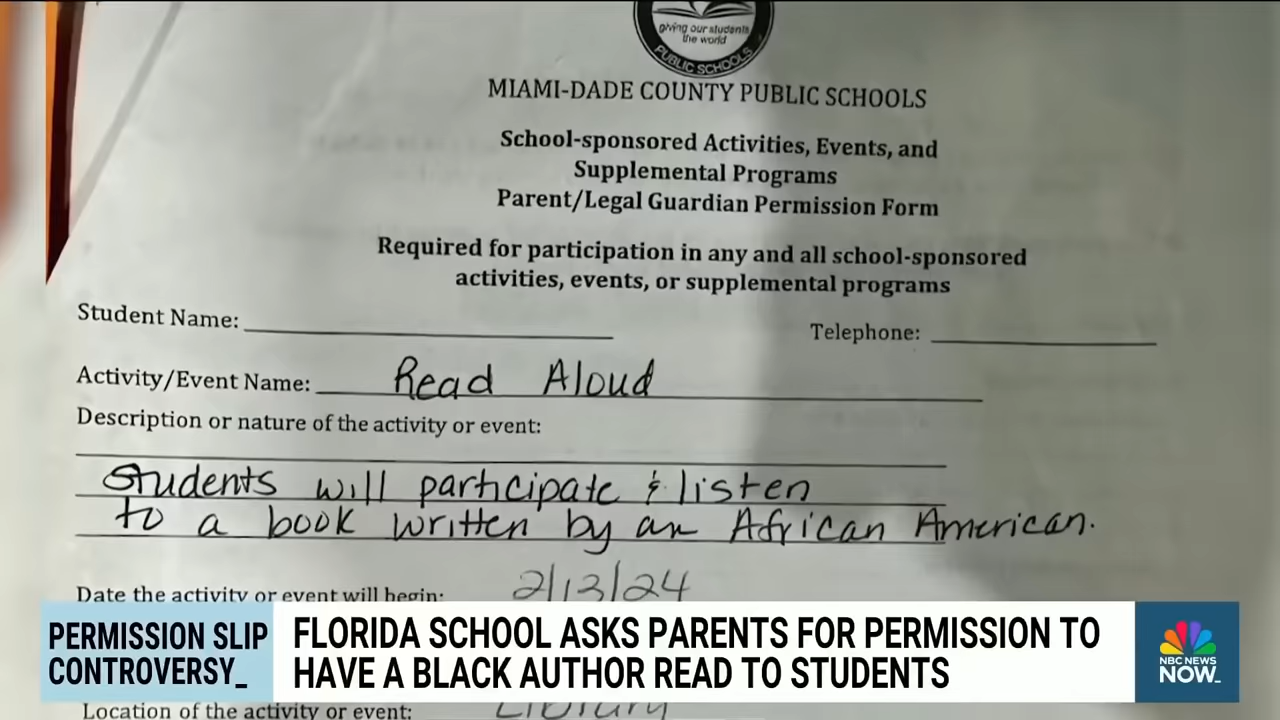 giving our students
the world
PUBLIC SCHOOLS
MIAMI-DADE COUNTY PUBLIC SCHOOLS
School-sponsored Activities, Events, and
Supplemental Programs
Parent/Legal Guardian Permission Form
Required for participation in any and all school-sponsored
activities, events, or supplemental programs
Student Name:
Telephone:
Activity/Event Name: Read Aloud
Description or nature of the activity or event:
Students will participate & listen
to a book written by an African American.
Date the activity or event will begin: 2/13/24
PERMISSION SLIP
CONTROVERSY_
FLORIDA SCHOOL ASKS PARENTS FOR PERMISSION TO
HAVE A BLACK AUTHOR READ TO STUDENTS
NBC NEWS
NOW_
Location of the activity or event: Library